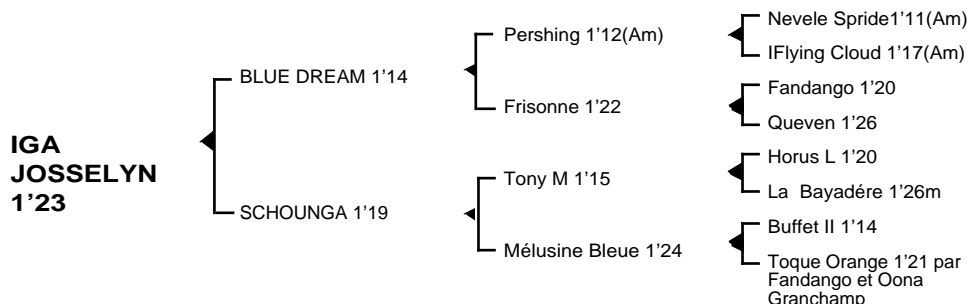 IGA
JOSSELYN
1’23
BLUE DREAM 1’14
SCHOUNGA 1’19
Pershing 1’12(Am)
Frisonne 1’22
Tony M 1’15
Mélusine Bleue 1’24
Nevele Spride1’11(Am)
IFlying Cloud 1’17(Am)
Fandango 1’20
Queven 1’26
Horus L 1’20
La Bayadére 1’26m
Buffet II 1’14
Toque Orange 1’21 par
Fandango et Oona
Granchamp